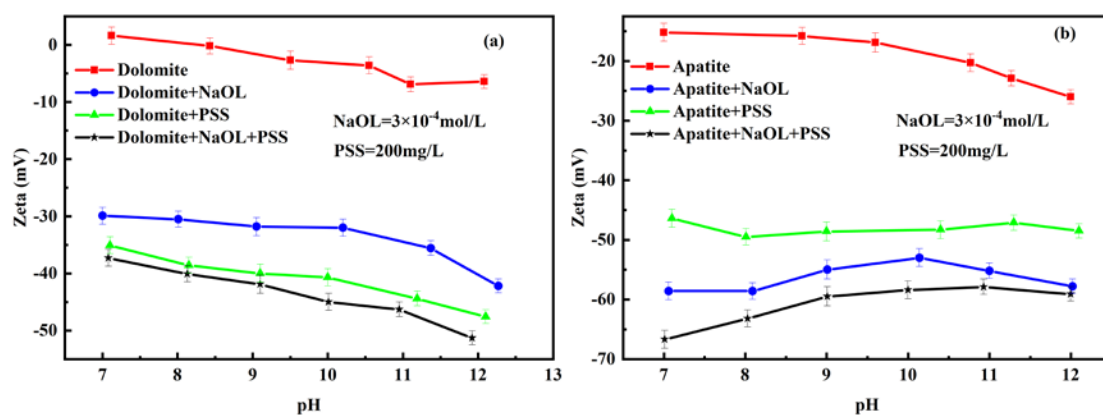 (a)
Dolomite
Dolomite+NaOL
Dolomite+PSS
Dolomite+NaOL+PSS
NaOL=3×10⁻⁴mol/L
PSS=200mg/L
Zeta (mV)
0
-10
-20
-30
-40
-50
7 8 9 10 11 12 13
pH
(b)
Apatite
Apatite+NaOL
Apatite+PSS
Apatite+NaOL+PSS
NaOL=3×10⁻⁴mol/L
PSS=200mg/L
Zeta (mV)
-20
-30
-40
-50
-60
-70
7 8 9 10 11 12
pH